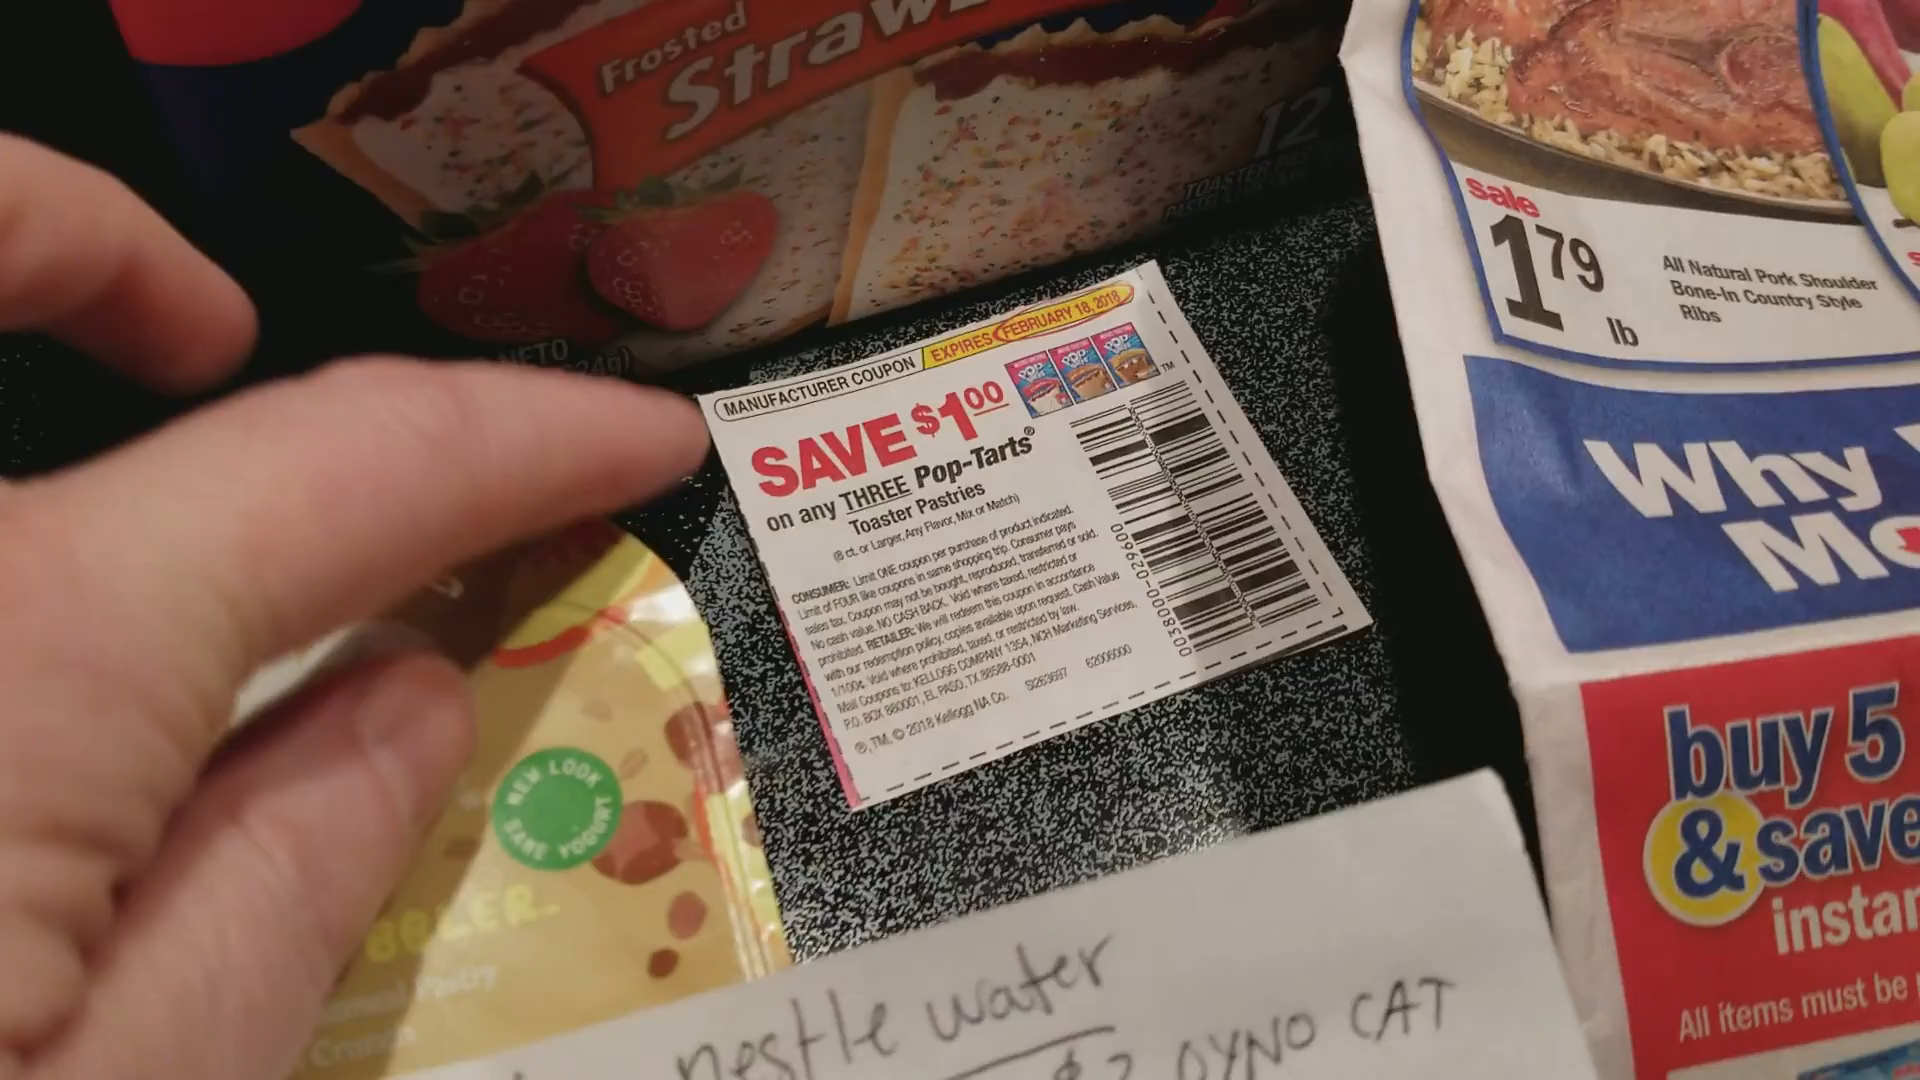 Frosted
12
TOASTER
NETO
MANUFACTURER COUPON
EXPIRES FEBRUARY 18, 2018
SAVE $1.00
on any THREE Pop-Tarts®
Toaster Pastries
(8 ct. or Larger, Any Flavor, Mix or Match)
CONSUMER: Limit ONE coupon per purchase of product indicated.
Limit of FOUR like coupons in same shopping trip. Consumer pays
sales tax. Coupon may not be bought, reproduced, transferred or sold.
No cash value. NO CASH BACK. Void where taxed, restricted or
prohibited. RETAILER: We will redeem this coupon in accordance
with our redemption policy, copies available upon request. Cash Value
1/100¢. Void where prohibited, taxed, or restricted by law.
Mail Coupons to: KELLOGG COMPANY 1354, NCH Marketing Services,
P.O. BOX 880001, EL PASO, TX 88588-0001
®, TM, © 2018 Kellogg NA Co. SI263697 62006000
0038000-029600
TM
sale
1 79
lb
All Natural Pork Shoulder
Bone-In Country Style
Ribs
Why
buy 5
& save
All items must be
NEW LOOK
SAME YOGURT
Pastry
nestle water
$2 DYNO CAT